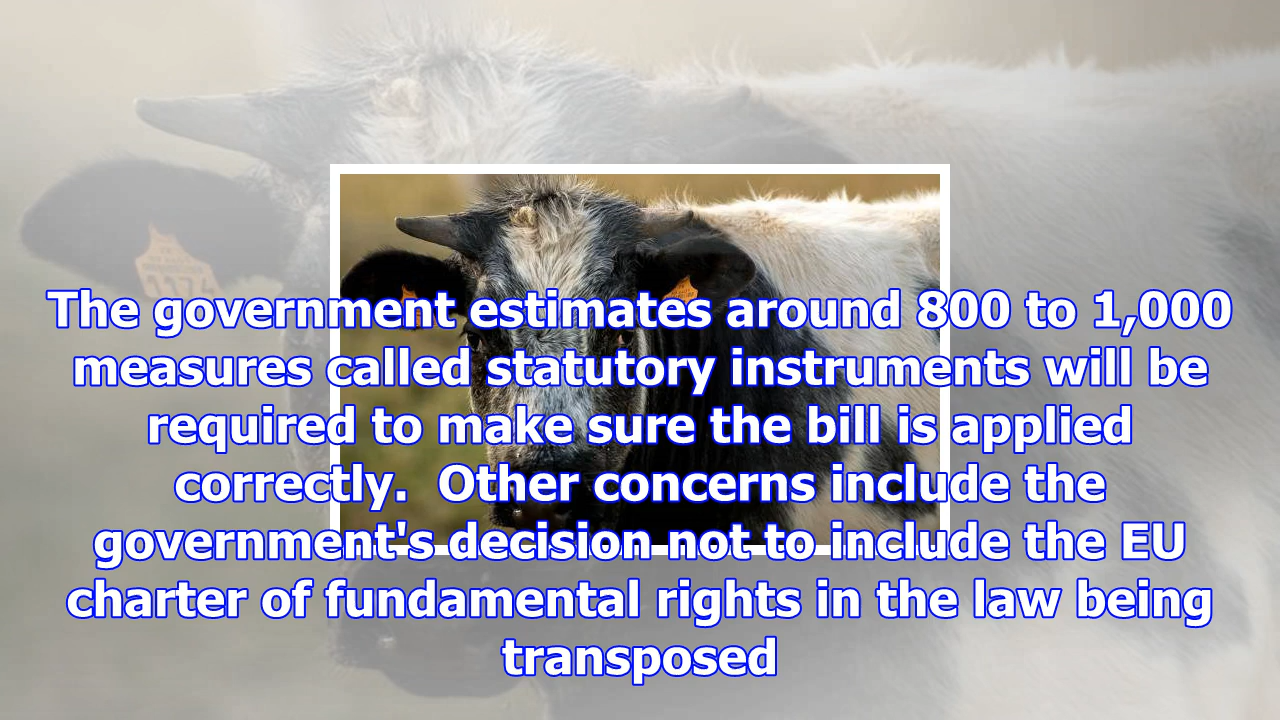 The government estimates around 800 to 1,000
measures called statutory instruments will be
required to make sure the bill is applied
correctly.  Other concerns include the
government's decision not to include the EU
charter of fundamental rights in the law being
transposed